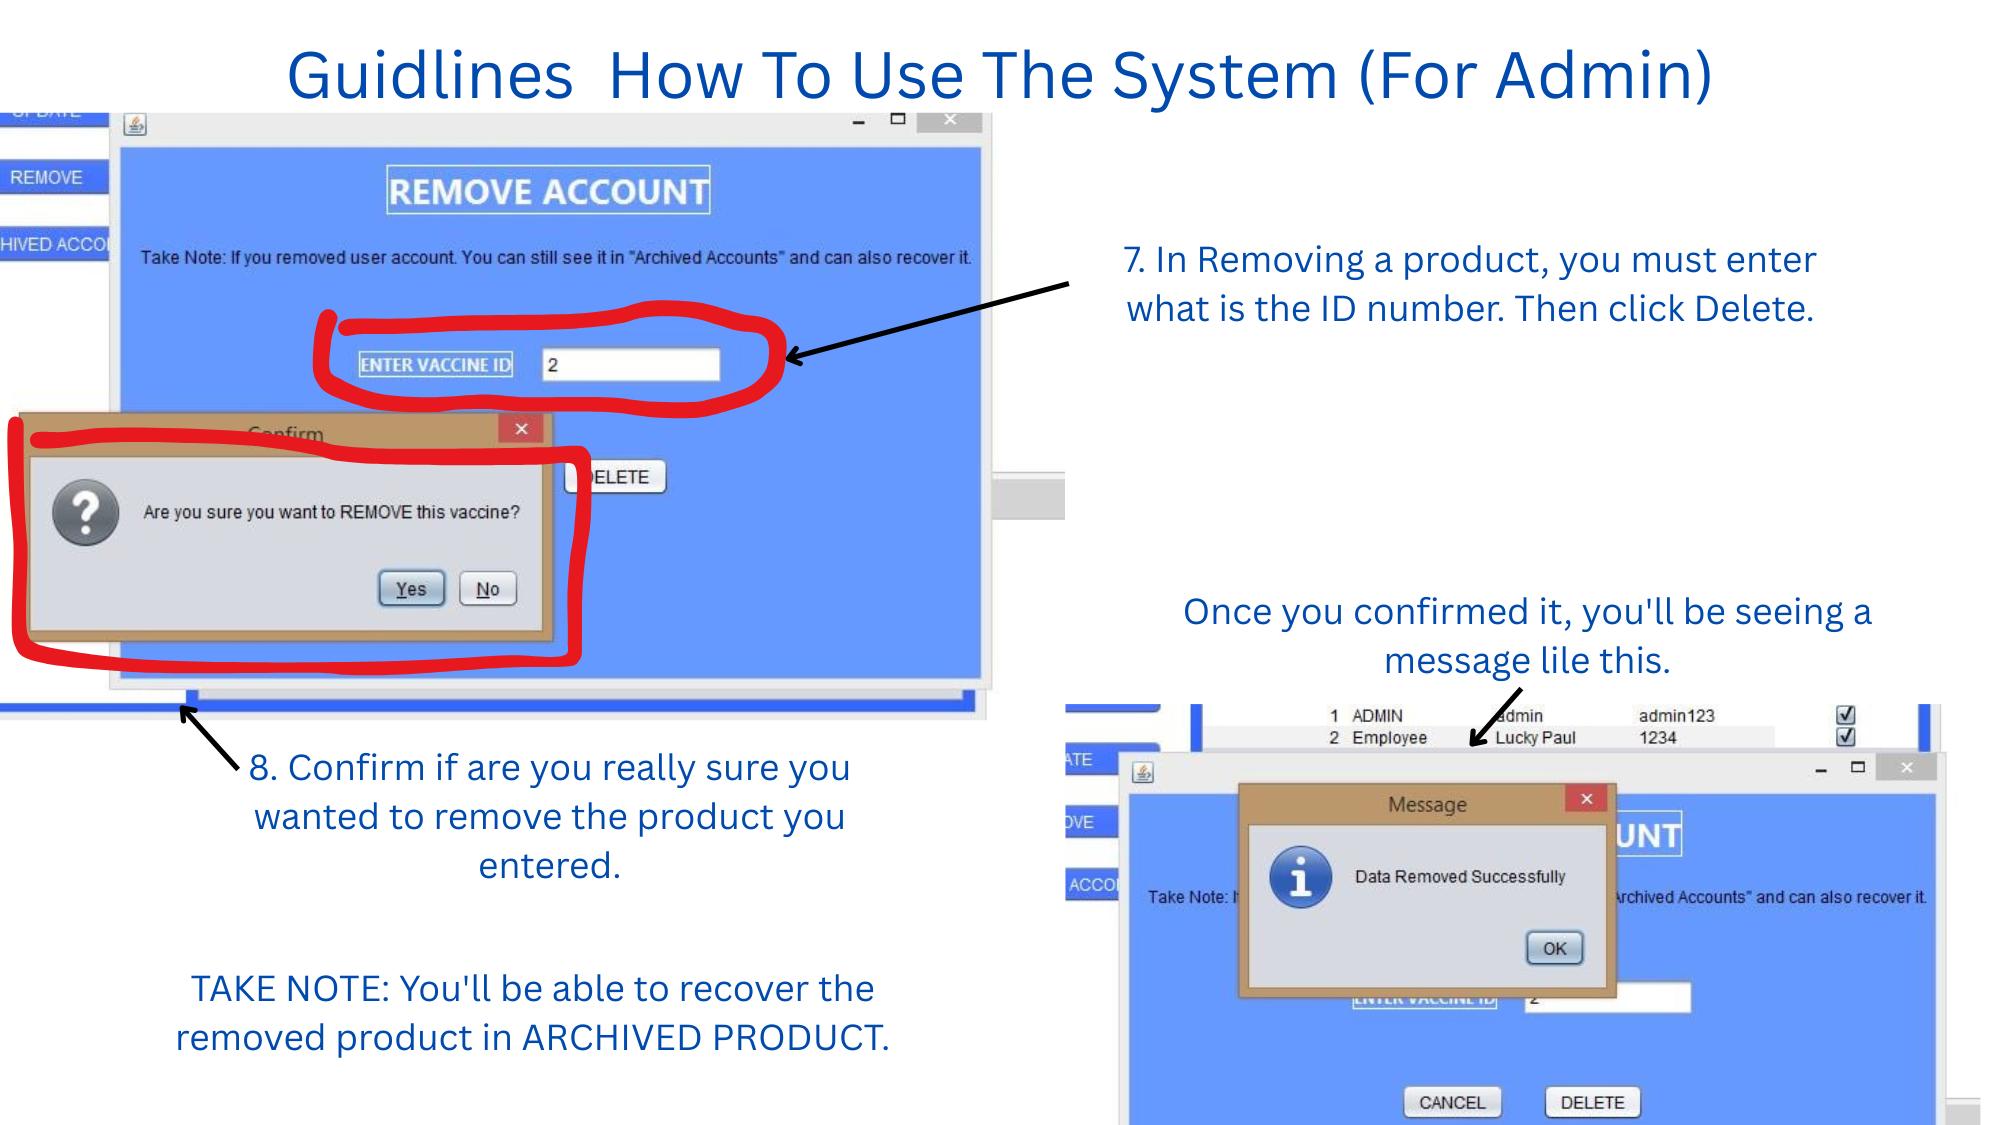 Guidlines How To Use The System (For Admin)
UPDATE
REMOVE
HIVED ACCO
REMOVE ACCOUNT
Take Note: If you removed user account. You can still see it in "Archived Accounts" and can also recover it.
ENTER VACCINE ID 2
Confirm
Are you sure you want to REMOVE this vaccine?
Yes No
DELETE
7. In Removing a product, you must enter
what is the ID number. Then click Delete.
8. Confirm if are you really sure you
wanted to remove the product you
entered.
TAKE NOTE: You'll be able to recover the
removed product in ARCHIVED PRODUCT.
Once you confirmed it, you'll be seeing a
message lile this.
1 ADMIN admin admin123
2 Employee Lucky Paul 1234
ATE
OVE
ACCO
UNT
Message
Data Removed Successfully
OK
Take Note: I
Archived Accounts" and can also recover it.
ENTER VACCINE ID 2
CANCEL DELETE